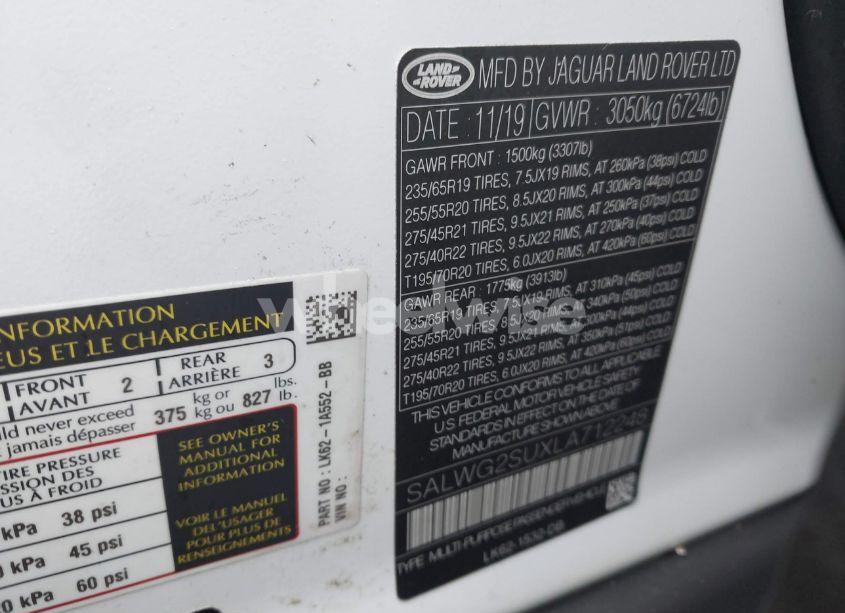 LAND ROVER
MFD BY JAGUAR LAND ROVER LTD
DATE : 11/19 GVWR : 3050kg (6724lb)
GAWR FRONT : 1500kg (3307lb)
235/65R19 TIRES, 7.5JX19 RIMS, AT 260kPa (38psi) COLD
255/55R20 TIRES, 8.5JX20 RIMS, AT 300kPa (44psi) COLD
275/45R21 TIRES, 9.5JX21 RIMS, AT 250kPa (37psi) COLD
275/40R22 TIRES, 9.5JX22 RIMS, AT 270kPa (40psi) COLD
T195/70R20 TIRES, 6.0JX20 RIMS, AT 420kPa (60psi) COLD
GAWR REAR : 1775kg (3913lb)
235/65R19 TIRES, 7.5JX19 RIMS, AT 310kPa (45psi) COLD
255/55R20 TIRES, 8.5JX20 RIMS, AT 340kPa (50psi) COLD
275/45R21 TIRES, 9.5JX21 RIMS, AT 300kPa (44psi) COLD
275/40R22 TIRES, 9.5JX22 RIMS, AT 350kPa (51psi) COLD
T195/70R20 TIRES, 6.0JX20 RIMS, AT 420kPa (60psi) COLD
THIS VEHICLE CONFORMS TO ALL APPLICABLE
U.S. FEDERAL MOTOR VEHICLE SAFETY
STANDARDS IN EFFECT ON THE DATE OF
MANUFACTURE SHOWN ABOVE.
TYPE : MULTI-PURPOSE PASSENGER VEHICLE
LK62-1532-DB
INFORMATION
EUS ET LE CHARGEMENT
FRONT 2 REAR 3
AVANT ARRIÈRE
uld never exceed 375 kg or 827 lbs.
jamais dépasser kg ou lb.
TIRE PRESSURE
ESSION DES
US À FROID
kPa 38 psi
kPa 45 psi
0 kPa 60 psi
SEE OWNER'S
MANUAL FOR
ADDITIONAL
INFORMATION
VOIR LE MANUEL
DE L'USAGER
POUR PLUS DE
RENSEIGNEMENTS
PART NO : LK62-1A552-BB
VIN NO :
wheelwise